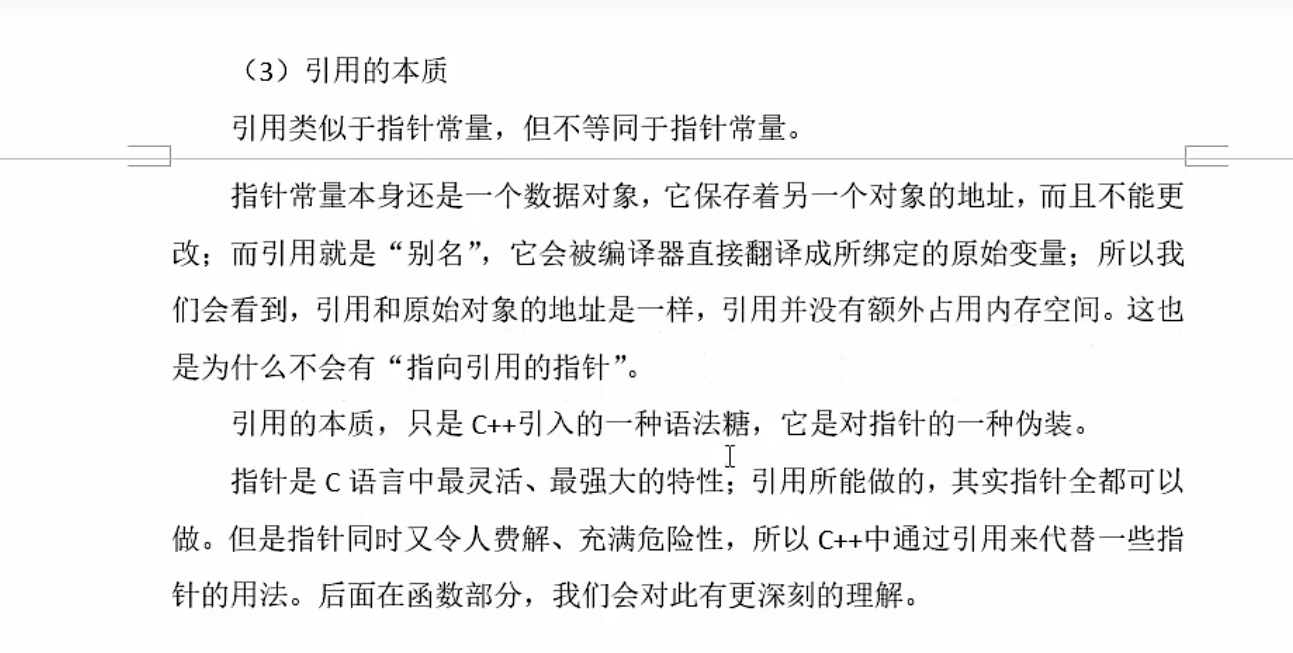 （3）引用的本质
引用类似于指针常量，但不等同于指针常量。
指针常量本身还是一个数据对象，它保存着另一个对象的地址，而且不能更
改；而引用就是“别名”，它会被编译器直接翻译成所绑定的原始变量；所以我
们会看到，引用和原始对象的地址是一样，引用并没有额外占用内存空间。这也
是为什么不会有“指向引用的指针”。
引用的本质，只是 C++引入的一种语法糖，它是对指针的一种伪装。
指针是 C 语言中最灵活、最强大的特性；引用所能做的，其实指针全都可以
做。但是指针同时又令人费解、充满危险性，所以 C++中通过引用来代替一些指
针的用法。后面在函数部分，我们会对此有更深刻的理解。